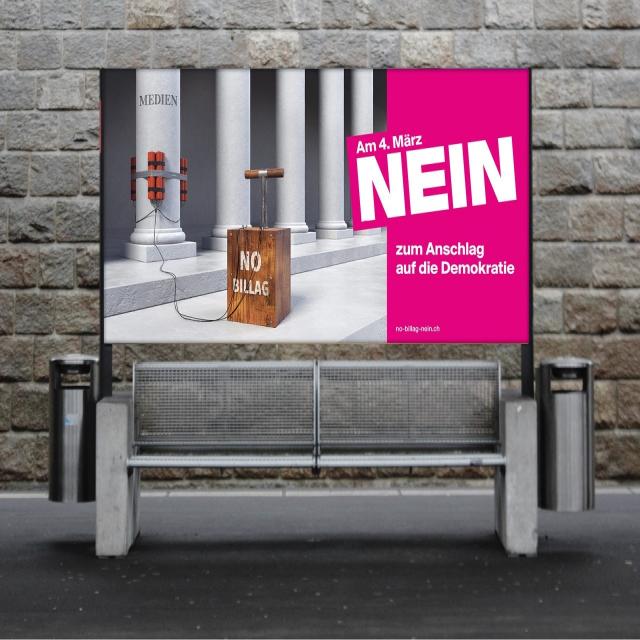 MEDIEN
NO
BILLAG
Am 4. März
NEIN
zum Anschlag
auf die Demokratie
no-billag-nein.ch